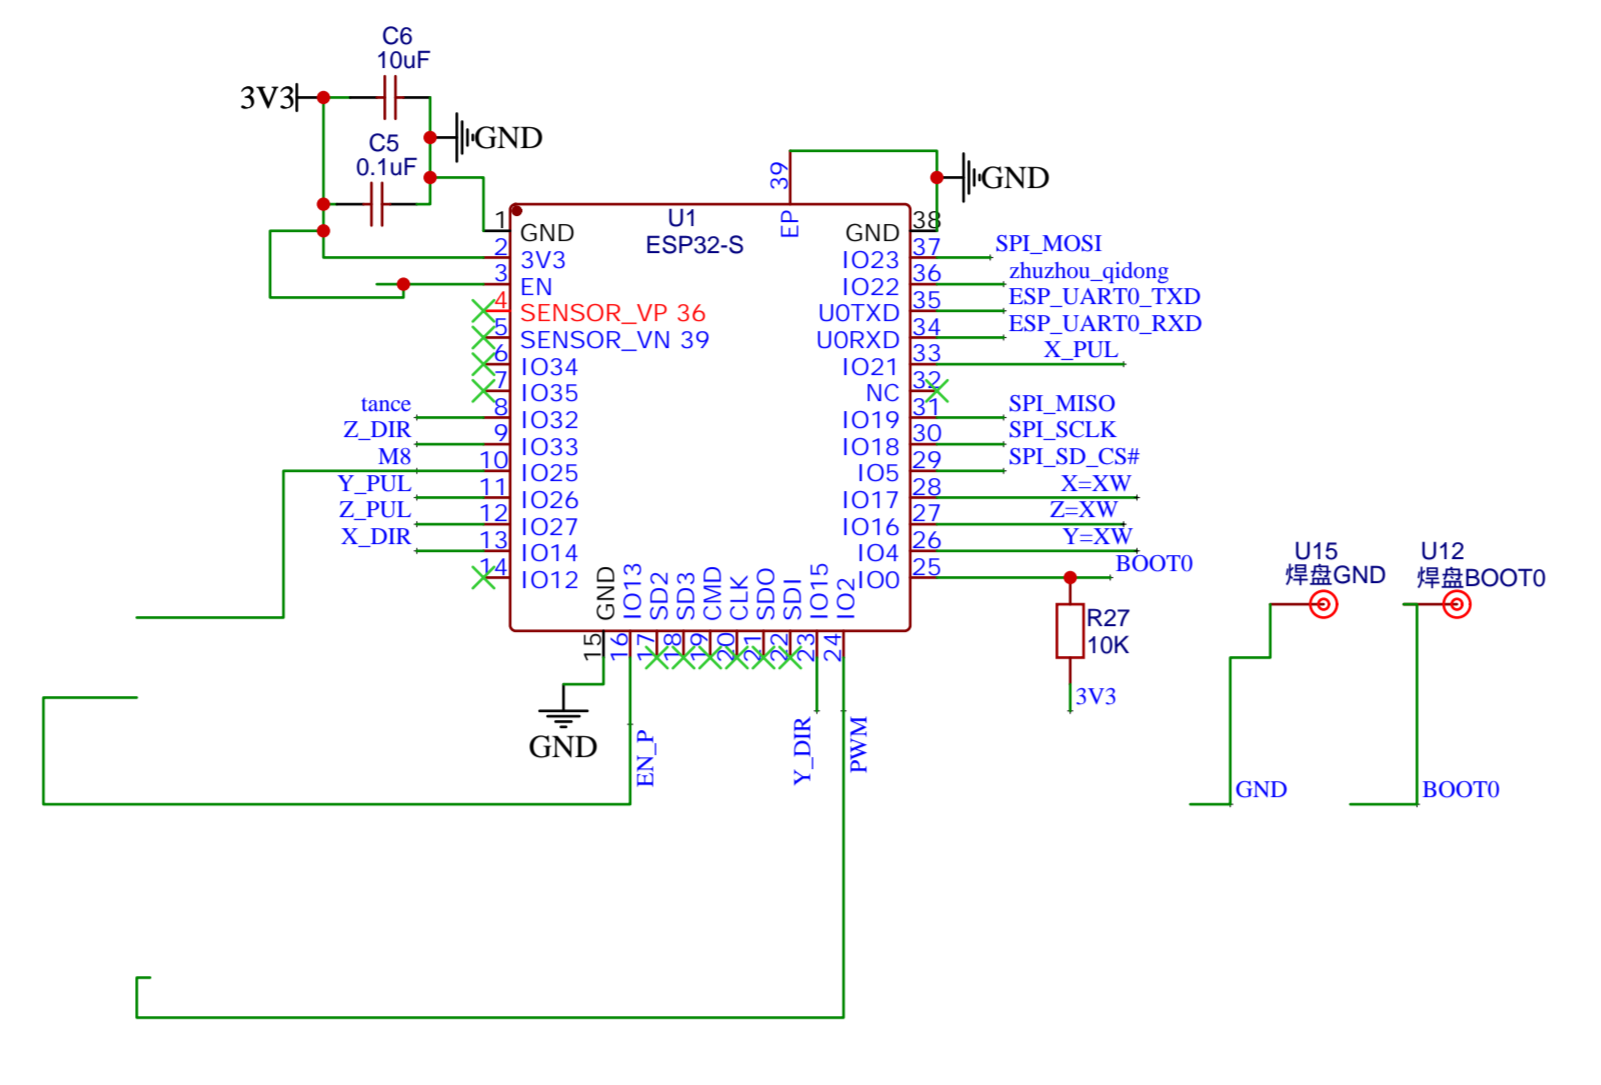 C6
10uF
3V3
GND
C5
0.1uF
39
GND
EP
U1
ESP32-S
1
GND
2
3V3
3
EN
4
SENSOR_VP 36
5
SENSOR_VN 39
6
IO34
7
IO35
tance
8
IO32
Z_DIR
9
IO33
M8
10
IO25
Y_PUL
11
IO26
Z_PUL
12
IO27
X_DIR
13
IO14
14
IO12
GND
38
IO23
37
SPI_MOSI
IO22
36
zhuzhou_qidong
U0TXD
35
ESP_UART0_TXD
U0RXD
34
ESP_UART0_RXD
IO21
33
X_PUL
NC
32
IO19
31
SPI_MISO
IO18
30
SPI_SCLK
IO5
29
SPI_SD_CS#
IO17
28
X=XW
IO16
27
Z=XW
IO4
26
Y=XW
IO0
25
BOOT0
GND
IO13
SD2
SD3
CMD
CLK
SDO
SDI
IO15
IO2
15
16
17
18
19
20
21
22
23
24
GND
EN_P
Y_DIR
PWM
R27
10K
3V3
U15
焊盘GND
GND
U12
焊盘BOOT0
BOOT0